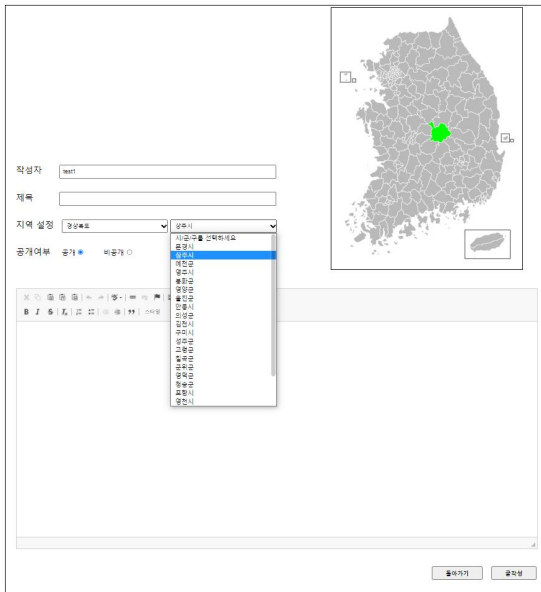 작성자 test1
제목
지역 설정 경상북도 상주시
시/군/구를 선택하세요
문경시
상주시
예천군
영주시
봉화군
영양군
울진군
안동시
의성군
김천시
구미시
성주군
고령군
칠곡군
군위군
영덕군
청송군
포항시
영천시
공개여부 공개 비공개
B I S
스타일
돌아가기 글작성